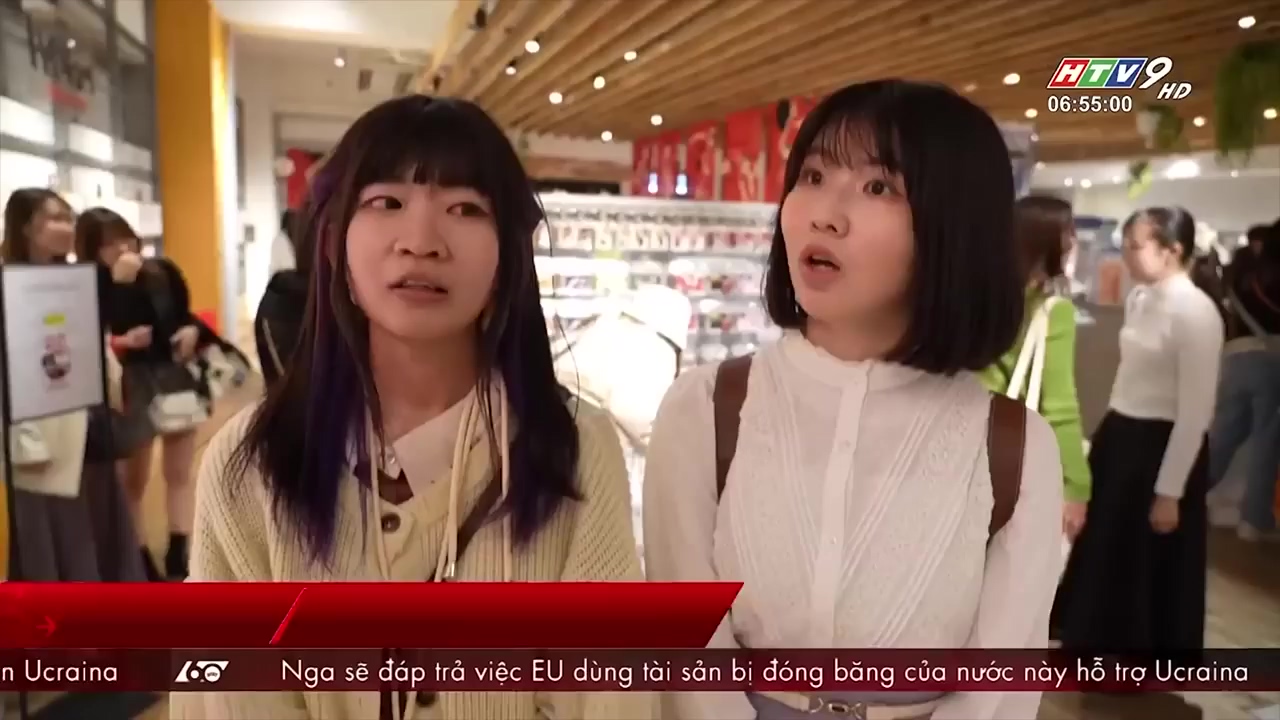 HTV9 HD
06:55:00
n Ucraina 60 Nga sẽ đáp trả việc EU dùng tài sản bị đóng băng của nước này hỗ trợ Ucraina